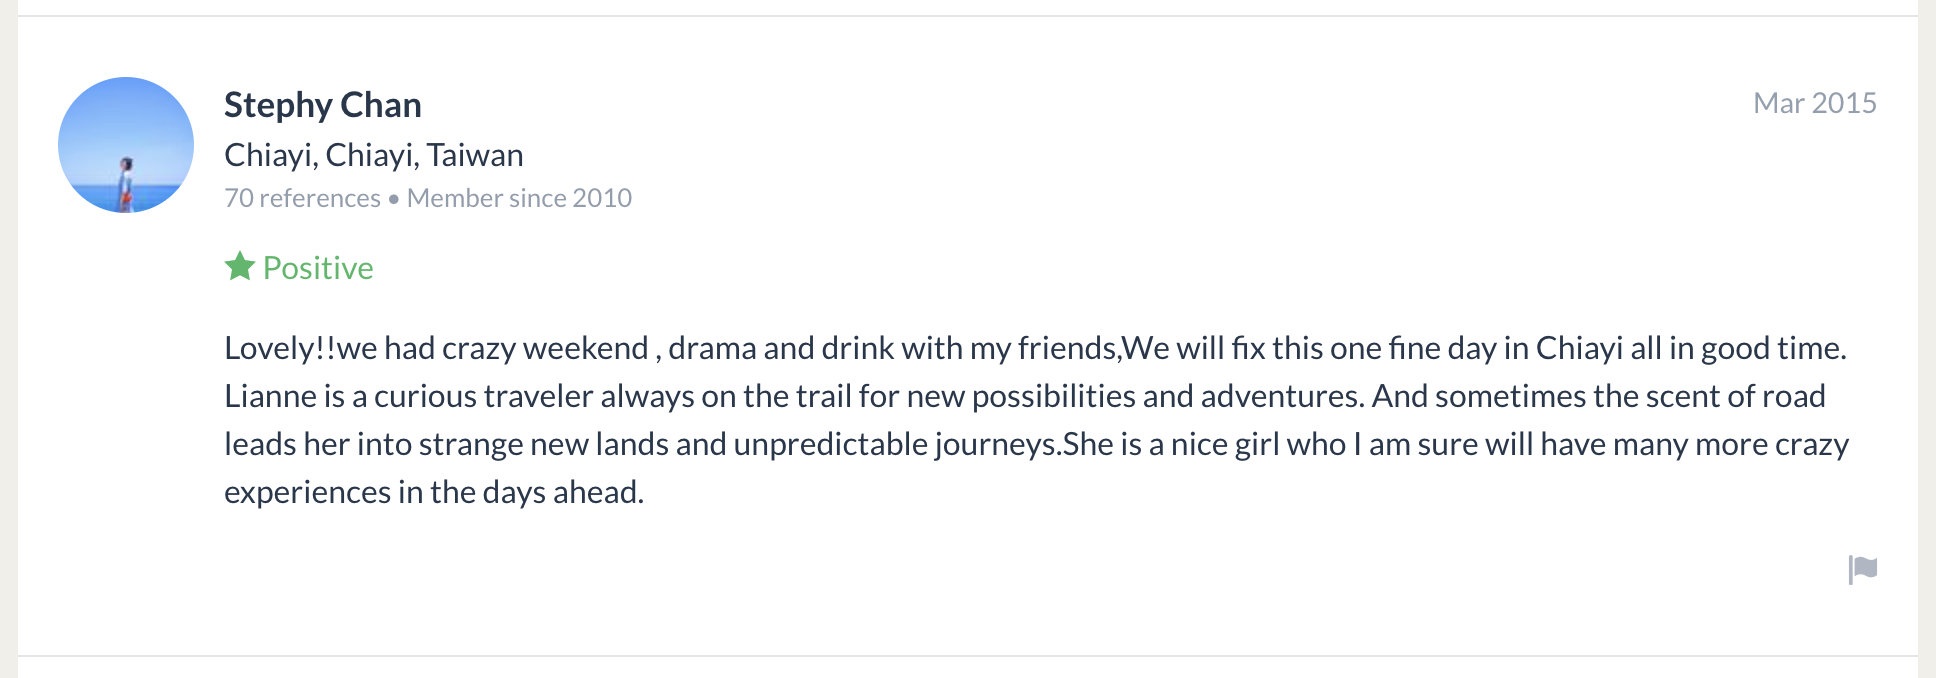 Stephy Chan
Mar 2015
Chiayi, Chiayi, Taiwan
70 references • Member since 2010
Positive
Lovely!!we had crazy weekend , drama and drink with my friends,We will fix this one fine day in Chiayi all in good time.
Lianne is a curious traveler always on the trail for new possibilities and adventures. And sometimes the scent of road
leads her into strange new lands and unpredictable journeys.She is a nice girl who I am sure will have many more crazy
experiences in the days ahead.